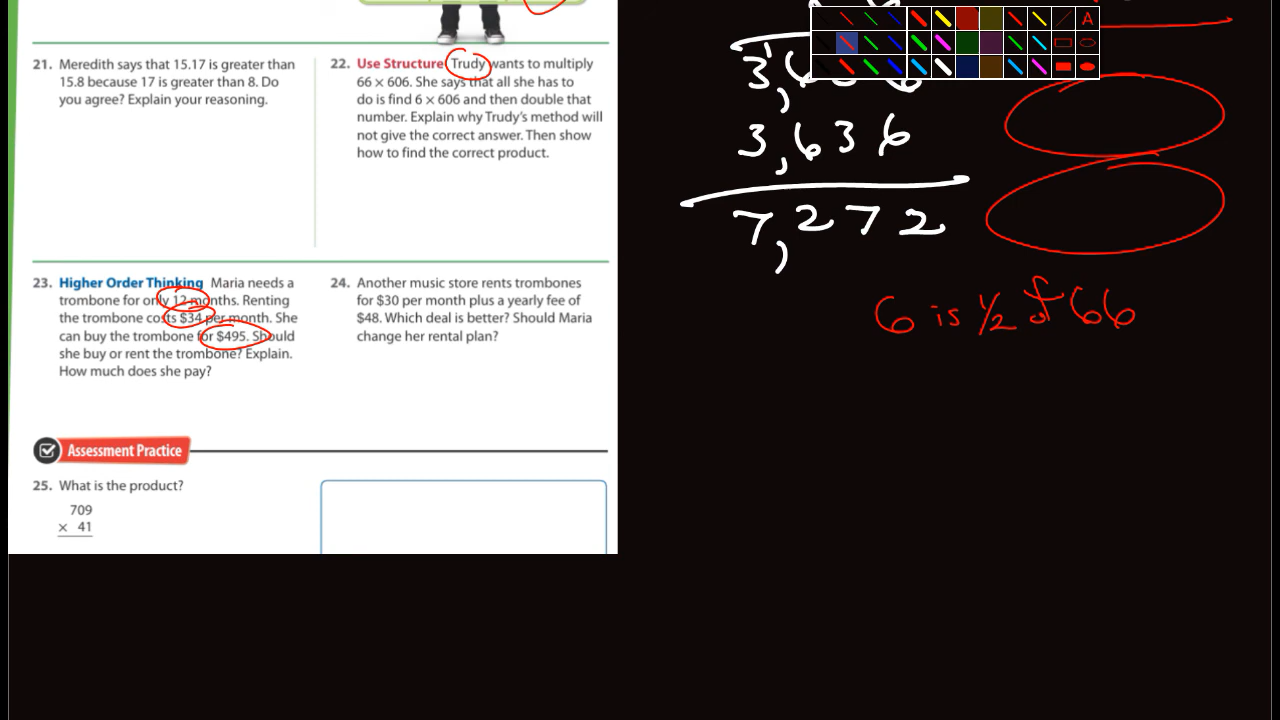 21. Meredith says that 15.17 is greater than
15.8 because 17 is greater than 8. Do
you agree? Explain your reasoning.
22. Use Structure Trudy wants to multiply
66 × 606. She says that all she has to
do is find 6 × 606 and then double that
number. Explain why Trudy's method will
not give the correct answer. Then show
how to find the correct product.
23. Higher Order Thinking Maria needs a
trombone for only 12 months. Renting
the trombone costs $34 per month. She
can buy the trombone for $495. Should
she buy or rent the trombone? Explain.
How much does she pay?
24. Another music store rents trombones
for $30 per month plus a yearly fee of
$48. Which deal is better? Should Maria
change her rental plan?
Assessment Practice
25. What is the product?
709
× 41
A
3,636
7,272
6 is 1/2 of 66